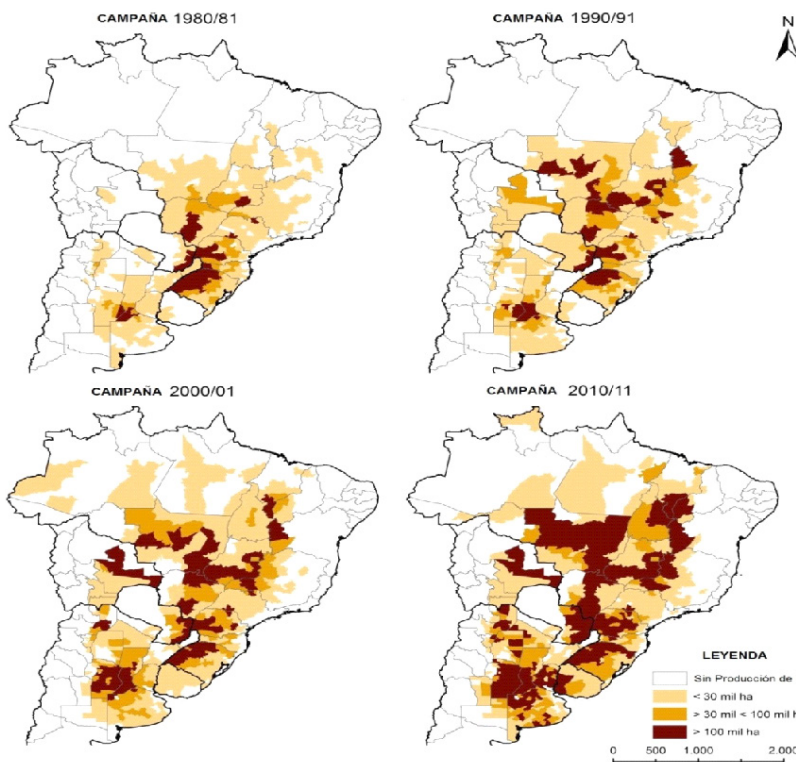 CAMPAÑA 1980/81
CAMPAÑA 1990/91
N
CAMPAÑA 2000/01
CAMPAÑA 2010/11
LEYENDA
Sin Producción de
< 30 mil ha
> 30 mil < 100 mil h
> 100 mil ha
0 500 1.000 2.00